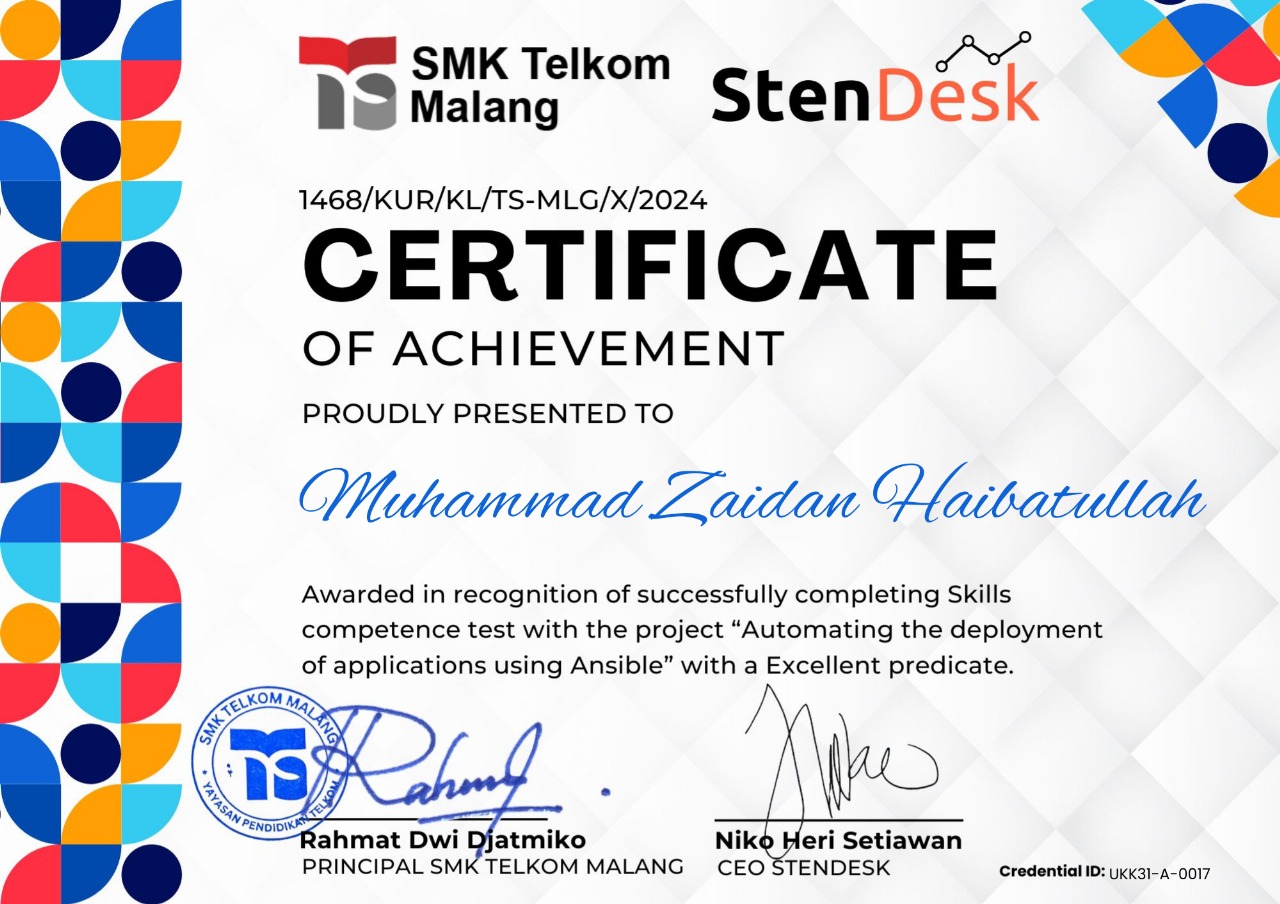 SMK Telkom
Malang
StenDesk
1468/KUR/KL/TS-MLG/X/2024
CERTIFICATE
OF ACHIEVEMENT
PROUDLY PRESENTED TO
Muhammad Zaidan Haibatullah
Awarded in recognition of successfully completing Skills
competence test with the project “Automating the deployment
of applications using Ansible” with a Excellent predicate.
SMK TELKOM MALANG
YAYASAN PENDIDIKAN TELKOM
Rahmat Dwi Djatmiko
PRINCIPAL SMK TELKOM MALANG
Niko Heri Setiawan
CEO STENDESK
Credential ID: UKK31-A-0017